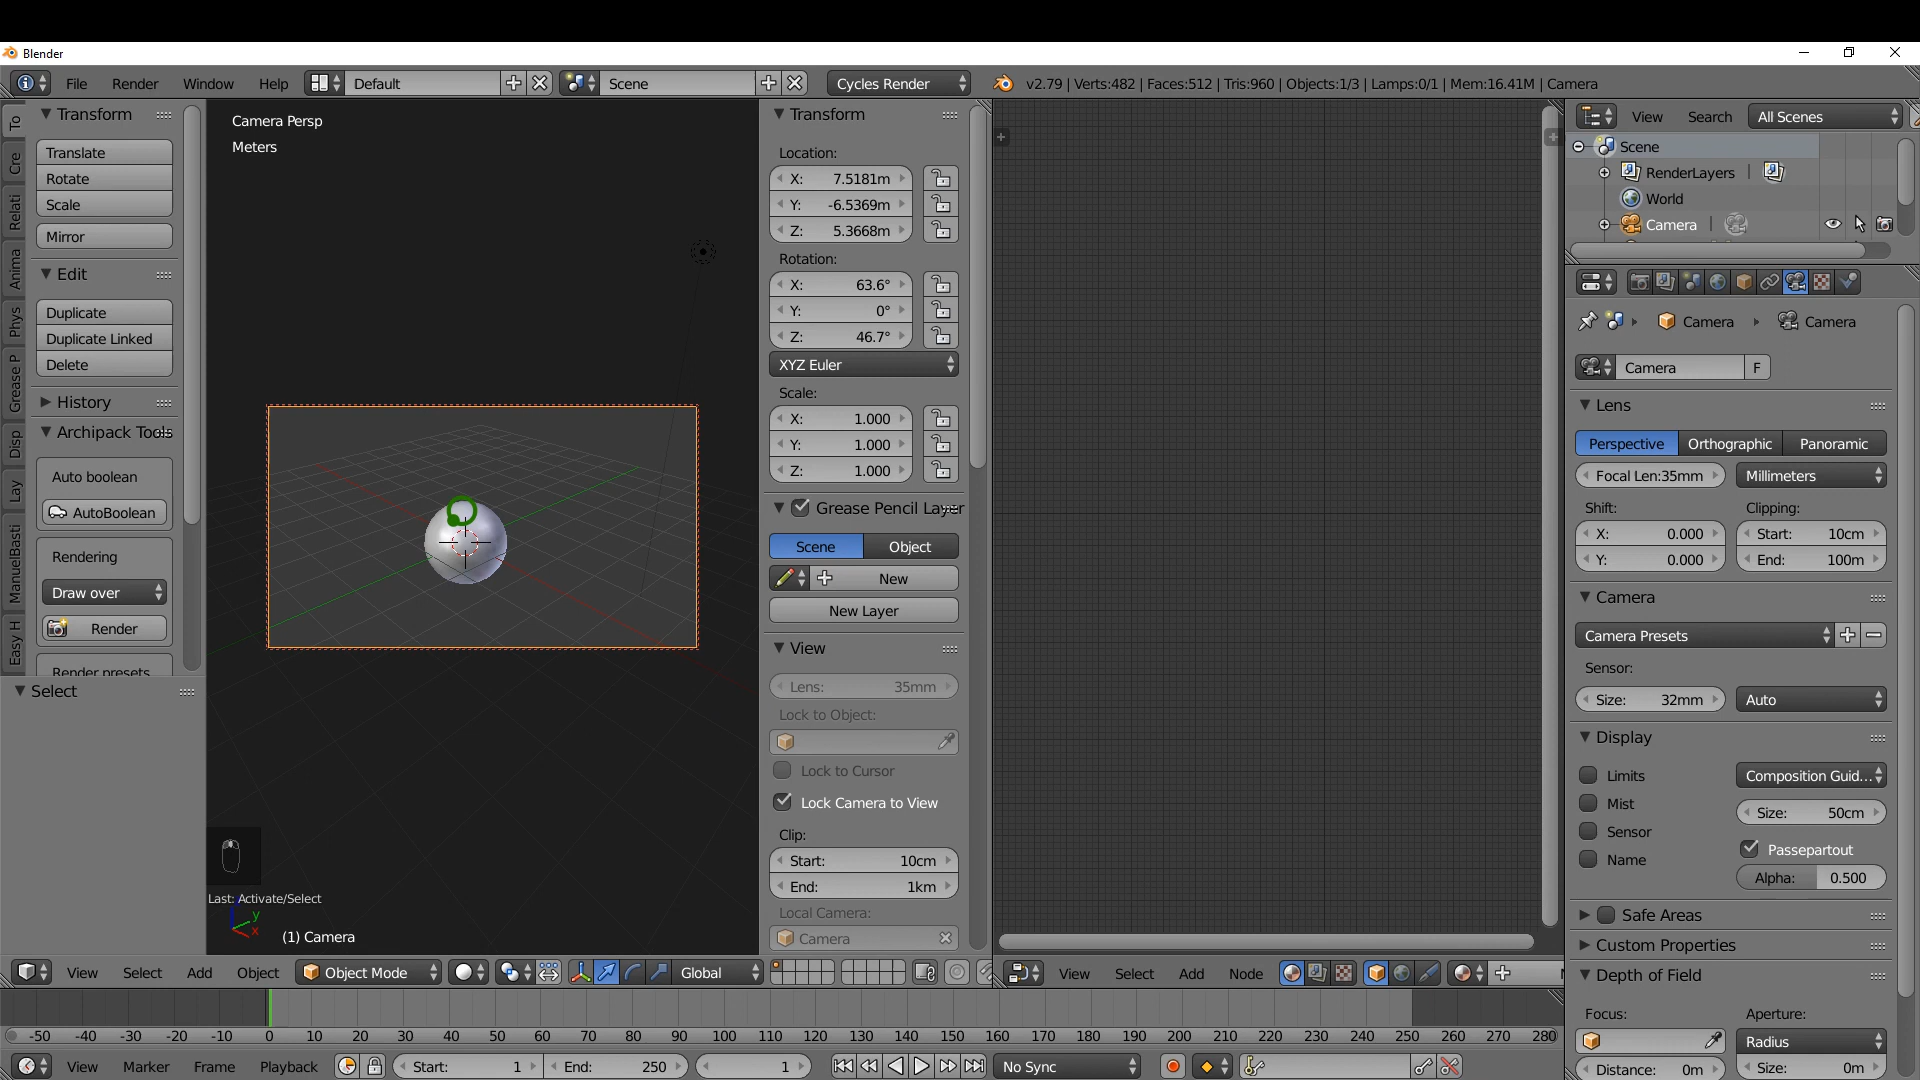 Blender
File Render Window Help Default Scene Cycles Render v2.79 | Verts:482 | Faces:512 | Tris:960 | Objects:1/3 | Lamps:0/1 | Mem:16.41M | Camera
To
Cre
Relati
Anima
Phys
Grease P
Disp
Lay
ManuelBasti
Easy H
Transform
Translate
Rotate
Scale
Mirror
Edit
Duplicate
Duplicate Linked
Delete
History
Archipack Tools
Auto boolean
AutoBoolean
Rendering
Draw over
Render
Render presets
Select
Camera Persp
Meters
Last: Activate/Select
y
x
(1) Camera
Transform
Location:
X: 7.5181m
Y: -6.5369m
Z: 5.3668m
Rotation:
X: 63.6°
Y: 0°
Z: 46.7°
XYZ Euler
Scale:
X: 1.000
Y: 1.000
Z: 1.000
Grease Pencil Layer
Scene Object
New
New Layer
View
Lens: 35mm
Lock to Object:
Lock to Cursor
Lock Camera to View
Clip:
Start: 10cm
End: 1km
Local Camera:
Camera
View Search All Scenes
Scene
RenderLayers |
World
Camera |
Camera Camera
Camera F
Lens
Perspective Orthographic Panoramic
Focal Len:35mm Millimeters
Shift: Clipping:
X: 0.000 Start: 10cm
Y: 0.000 End: 100m
Camera
Camera Presets
Sensor:
Size: 32mm Auto
Display
Limits Composition Guid...
Mist Size: 50cm
Sensor
Passepartout
Name
Alpha: 0.500
Safe Areas
Custom Properties
Depth of Field
Focus: Aperture:
Radius
Distance: 0m Size: 0m
View Select Add Object Object Mode Global
View Select Add Node
-50 -40 -30 -20 -10 0 10 20 30 40 50 60 70 80 90 100 110 120 130 140 150 160 170 180 190 200 210 220 230 240 250 260 270 280
View Marker Frame Playback Start: 1 End: 250 1 No Sync